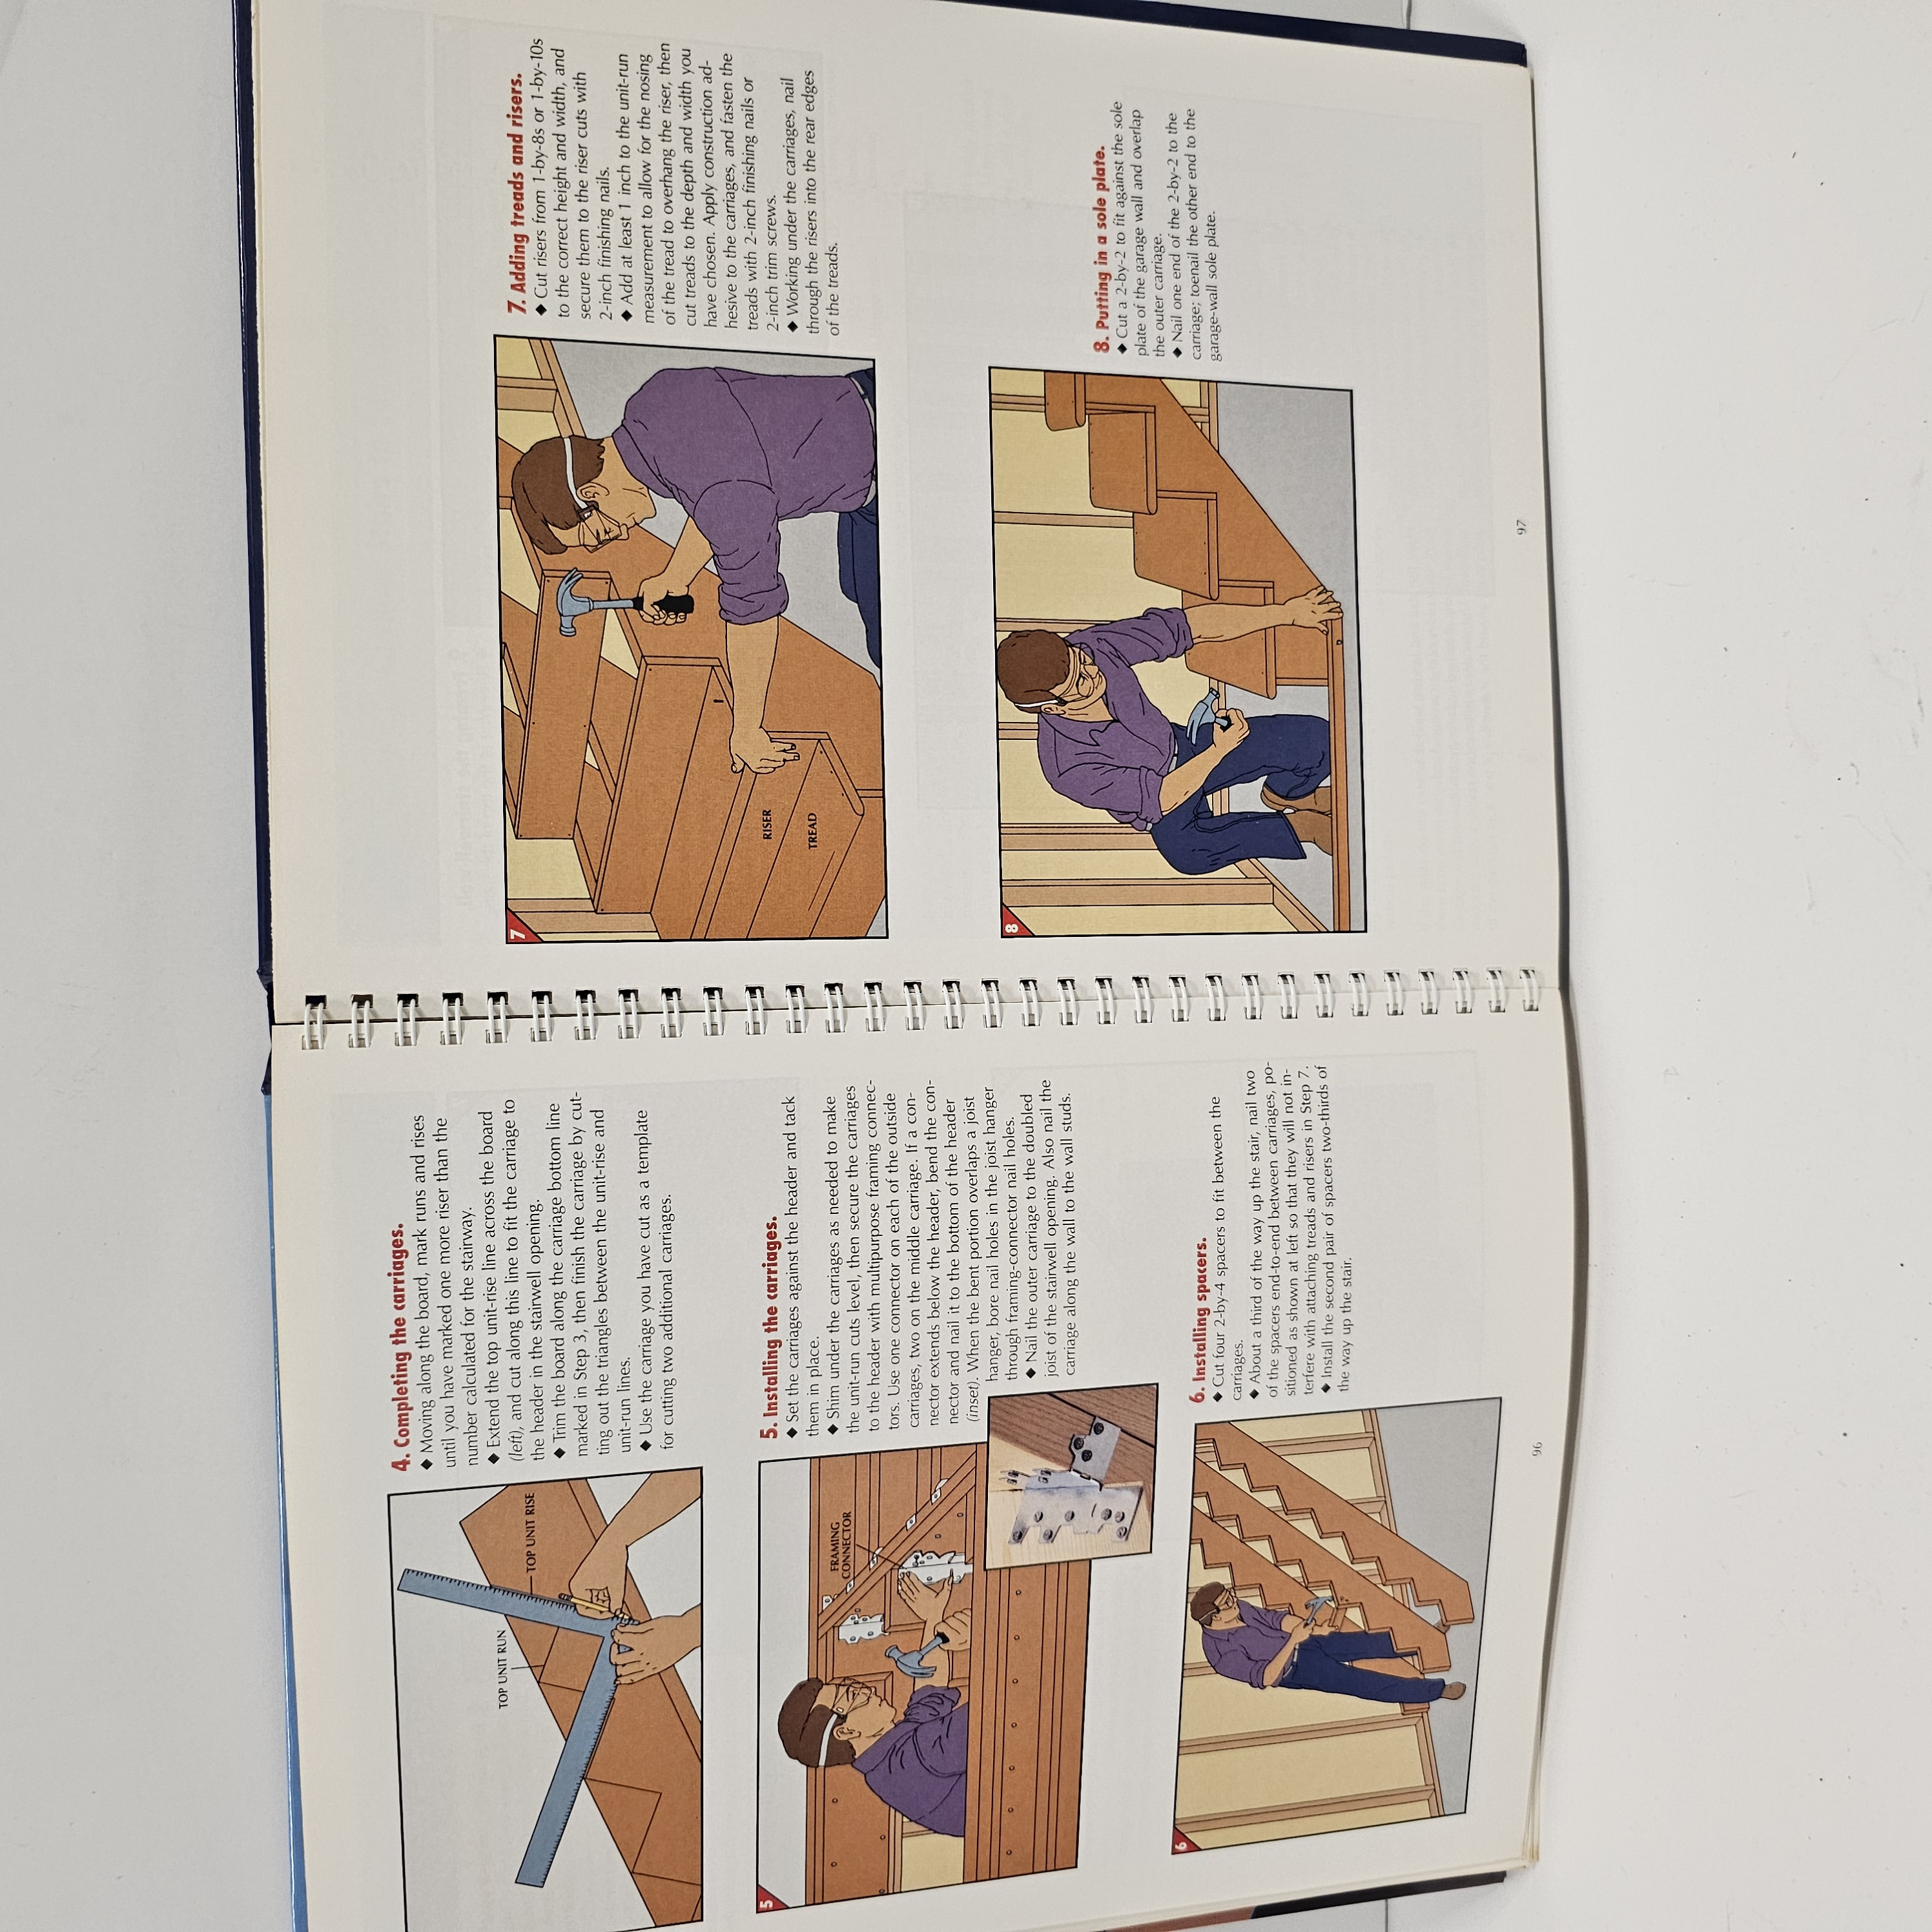 TOP UNIT RUN
TOP UNIT RISE
4. Completing the carriages.
◆ Moving along the board, mark runs and rises
until you have marked one more riser than the
number calculated for the stairway.
◆ Extend the top unit-rise line across the board
(left), and cut along this line to fit the carriage to
the header in the stairwell opening.
◆ Trim the board along the carriage bottom line
marked in Step 3, then finish the carriage by cut-
ting out the triangles between the unit-rise and
unit-run lines.
◆ Use the carriage you have cut as a template
for cutting two additional carriages.
5
FRAMING
CONNECTOR
5. Installing the carriages.
◆ Set the carriages against the header and tack
them in place.
◆ Shim under the carriages as needed to make
the unit-run cuts level, then secure the carriages
to the header with multipurpose framing connec-
tors. Use one connector on each of the outside
carriages, two on the middle carriage. If a con-
nector extends below the header, bend the con-
nector and nail it to the bottom of the header
(inset). When the bent portion overlaps a joist
hanger, bore nail holes in the joist hanger
through framing-connector nail holes.
◆ Nail the outer carriage to the doubled
joist of the stairwell opening. Also nail the
carriage along the wall to the wall studs.
6
6. Installing spacers.
◆ Cut four 2-by-4 spacers to fit between the
carriages.
◆ About a third of the way up the stair, nail two
of the spacers end-to-end between carriages, po-
sitioned as shown at left so that they will not in-
terfere with attaching treads and risers in Step 7.
◆ Install the second pair of spacers two-thirds of
the way up the stair.
96
7
RISER
TREAD
7. Adding treads and risers.
◆ Cut risers from 1-by-8s or 1-by-10s
to the correct height and width, and
secure them to the riser cuts with
2-inch finishing nails.
◆ Add at least 1 inch to the unit-run
measurement to allow for the nosing
of the tread to overhang the riser, then
cut treads to the depth and width you
have chosen. Apply construction ad-
hesive to the carriages, and fasten the
treads with 2-inch finishing nails or
2-inch trim screws.
◆ Working under the carriages, nail
through the risers into the rear edges
of the treads.
8
8. Putting in a sole plate.
◆ Cut a 2-by-2 to fit against the sole
plate of the garage wall and overlap
the outer carriage.
◆ Nail one end of the 2-by-2 to the
carriage; toenail the other end to the
garage-wall sole plate.
97